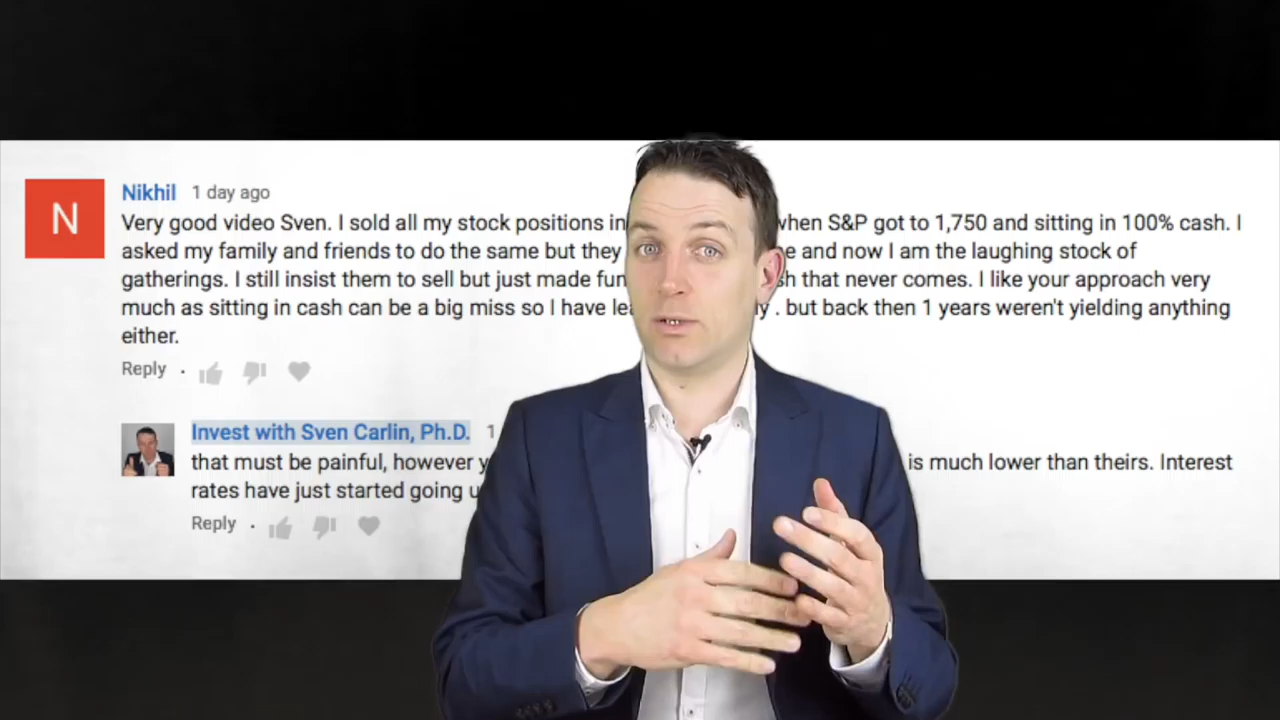 N
Nikhil 1 day ago
Very good video Sven. I sold all my stock positions in when S&P got to 1,750 and sitting in 100% cash. I
asked my family and friends to do the same but they and now I am the laughing stock of
gatherings. I still insist them to sell but just made that never comes. I like your approach very
much as sitting in cash can be a big miss so I have . but back then 1 years weren't yielding anything
either.
Reply ·
Invest with Sven Carlin, Ph.D. 1
that must be painful, however is much lower than theirs. Interest
rates have just started going
Reply ·